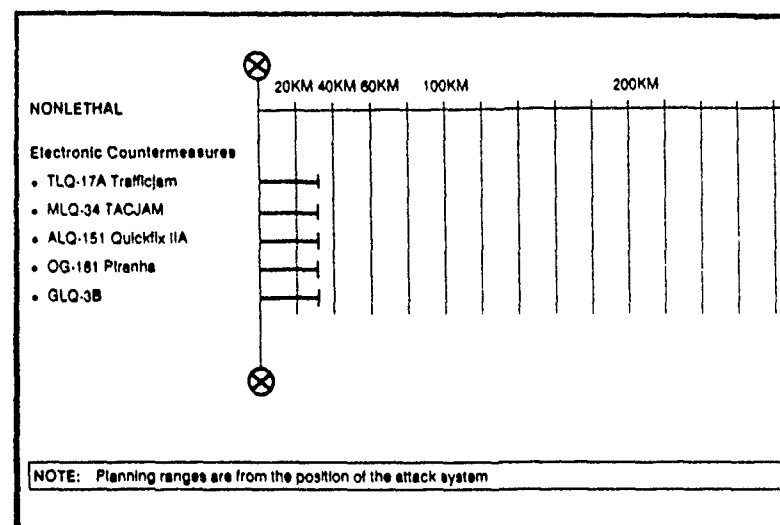 20KM 40KM 60KM 100KM 200KM
NONLETHAL
Electronic Countermeasures
• TLQ-17A Trafficjam
• MLQ-34 TACJAM
• ALQ-151 Quickfix IIA
• OG-181 Piranha
• GLQ-3B
NOTE: Planning ranges are from the position of the attack system